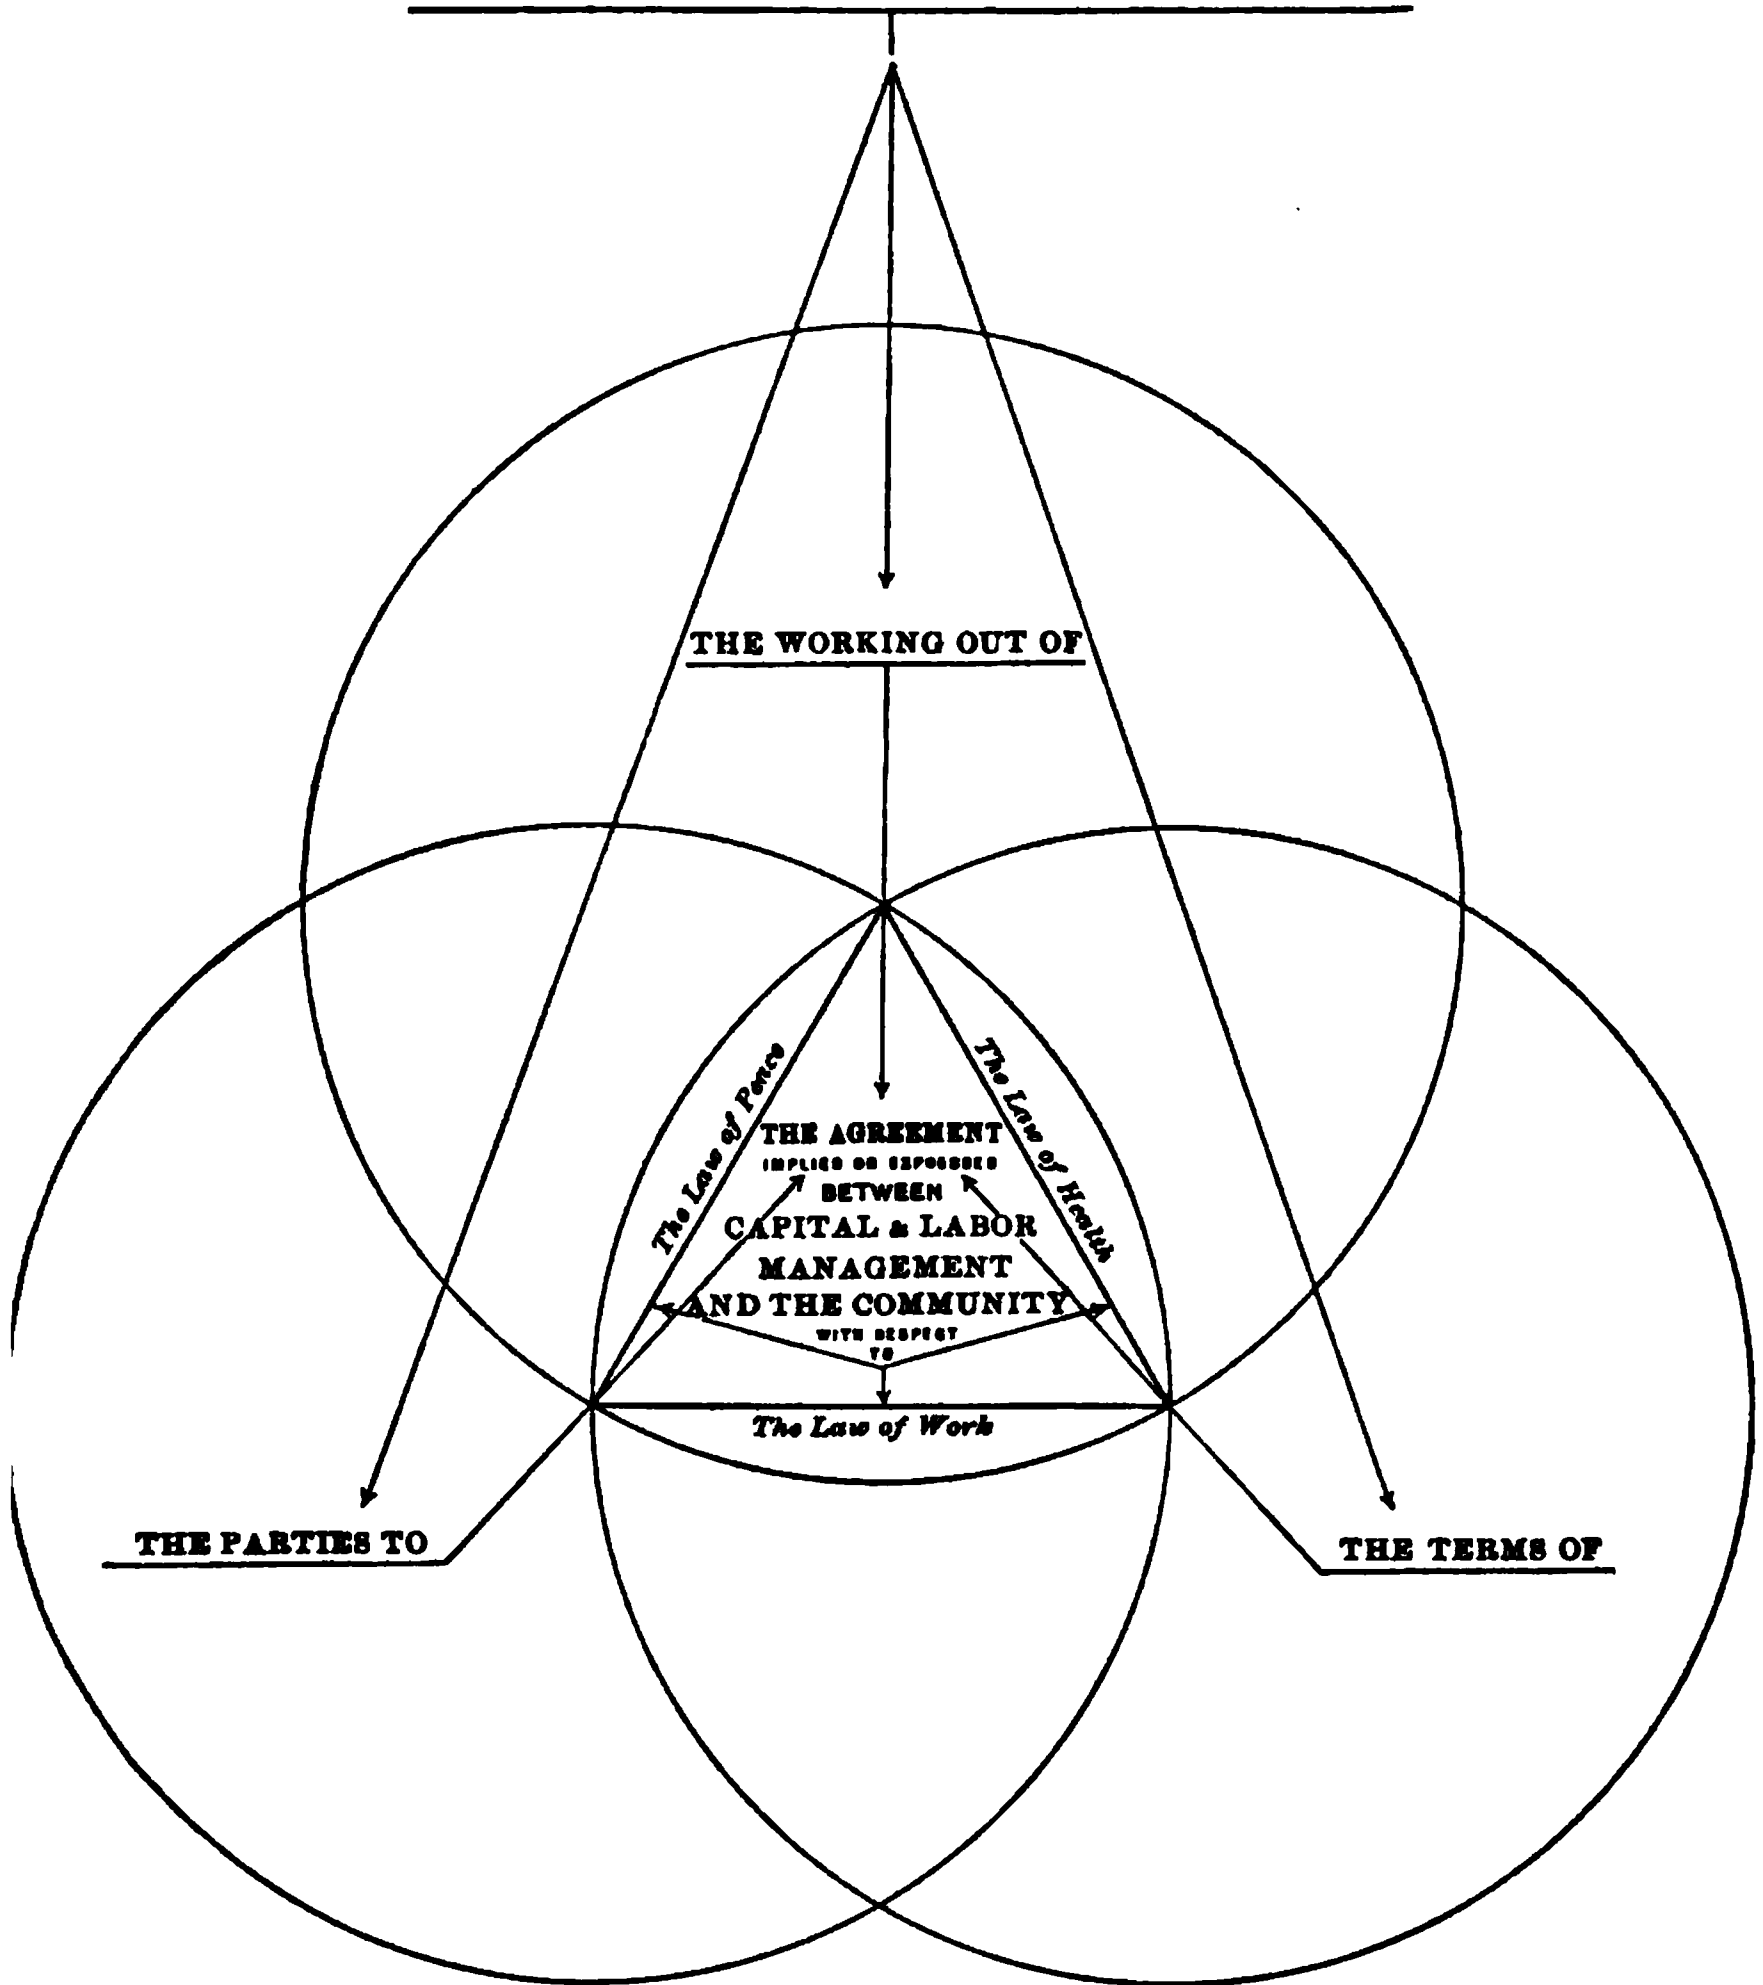 THE WORKING OUT OF
The Law of Peace
The Law of Health
THE AGREEMENT
IMPLIED OR EXPRESSED
BETWEEN
CAPITAL & LABOR
MANAGEMENT
AND THE COMMUNITY
WITH RESPECT
TO
The Law of Work
THE PARTIES TO
THE TERMS OF